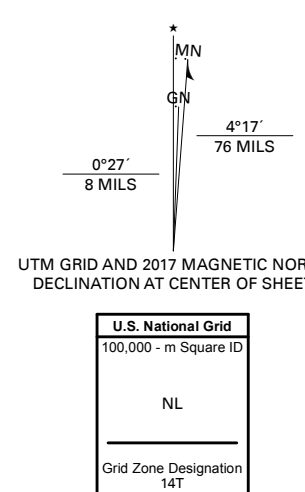 ★
MN
GN
4°17´
76 MILS
0°27´
8 MILS
UTM GRID AND 2017 MAGNETIC NOR
DECLINATION AT CENTER OF SHEET
U.S. National Grid
100,000 - m Square ID
NL
Grid Zone Designation
14T